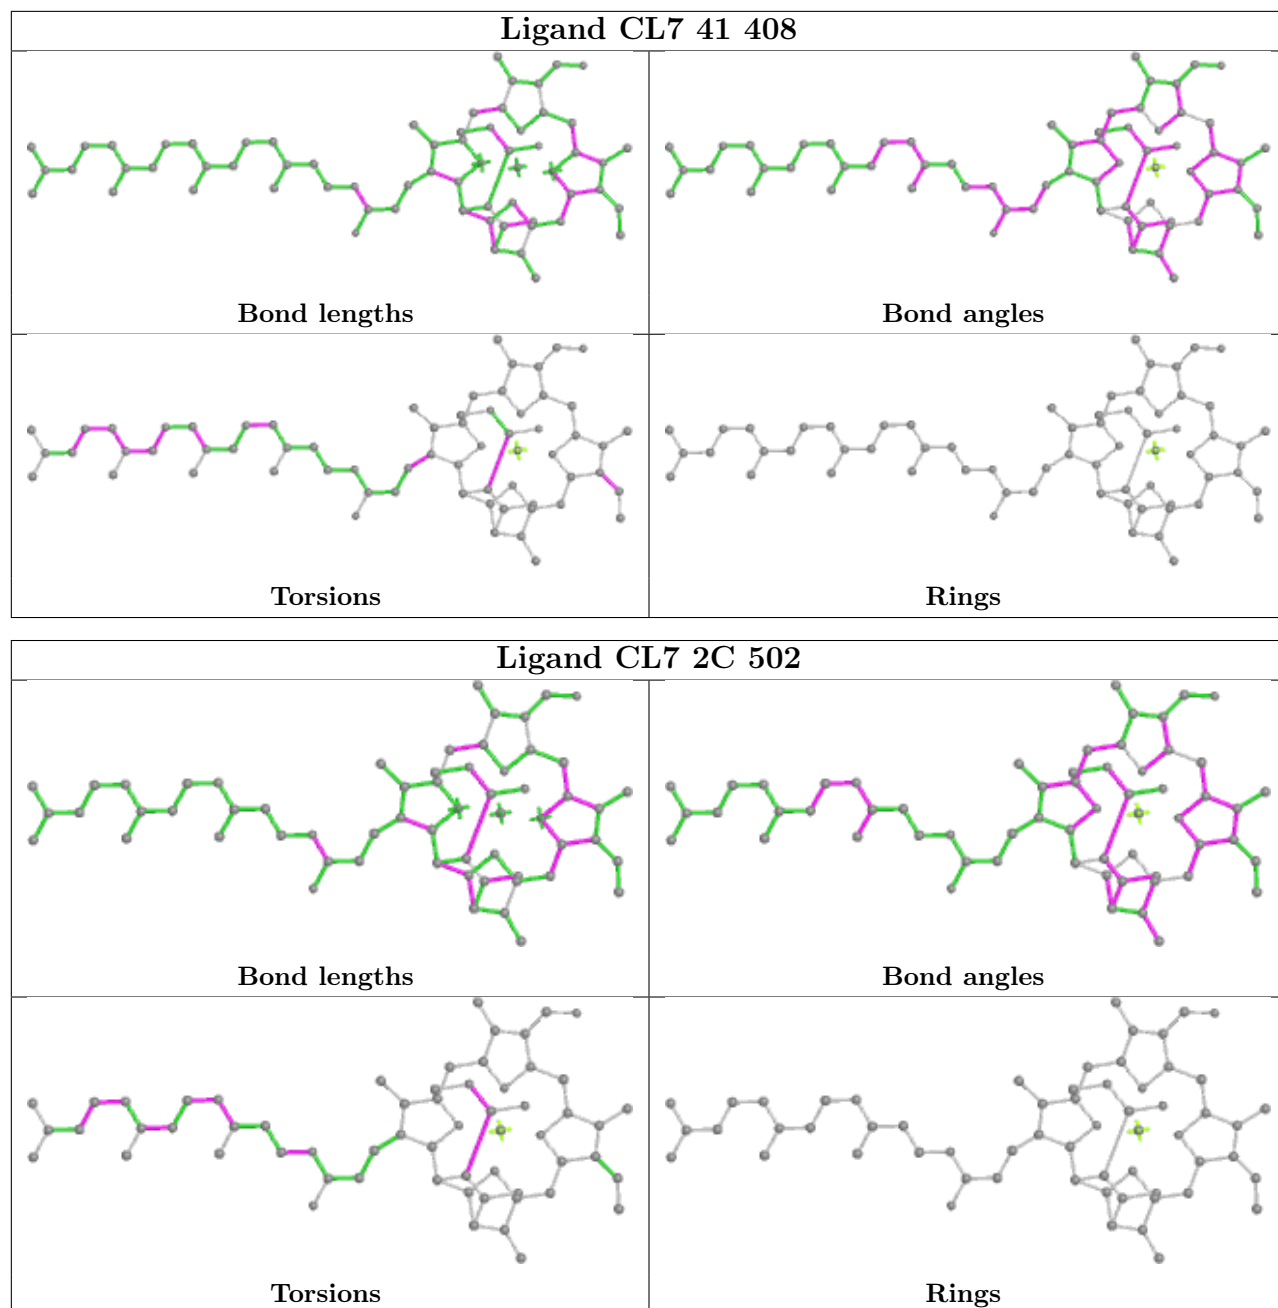 Ligand CL7 41 408
Bond lengths
Bond angles
Torsions
Rings
Ligand CL7 2C 502
Bond lengths
Bond angles
Torsions
Rings